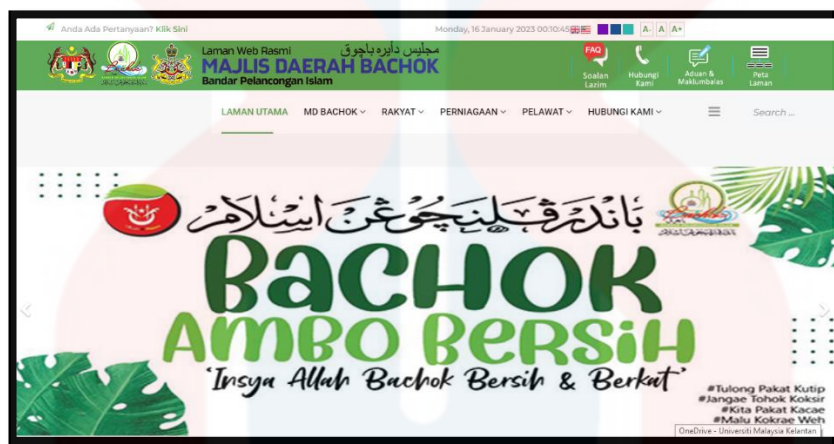 Anda Ada Pertanyaan? Klik Sini
Monday, 16 January 2023 00:10:45
A- A A+
Laman Web Rasmi
مجليس دايره باچوق
MAJLIS DAERAH BACHOK
Bandar Pelancongan Islam
FAQ
Soalan Lazim
Hubungi Kami
Aduan & Maklumbalas
Peta Laman
LAMAN UTAMA MD BACHOK RAKYAT PERNIAGAAN PELAWAT HUBUNGI KAMI
Search ...
باندر ڤلنچوڠن اسلام
BACHOK
AMBO BERSIH
'Insya Allah Bachok Bersih & Berkat'
#Tulong Pakat Kutip
#Jangae Tohok Koksir
#Kita Pakat Kacae
#Malu Kokrae Weh
OneDrive - Universiti Malaysia Kelantan